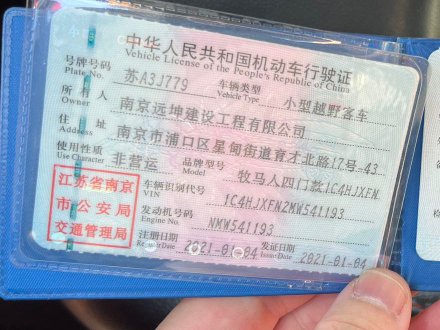 中华人民共和国机动车行驶证
Vehicle License of the People's Republic of China
号牌号码 苏A3J779 车辆类型 小型越野客车
Plate No. Vehicle Type
所有人 南京远坤建设工程有限公司
Owner
住址 南京市浦口区星甸街道育才北路17号-43
Address
使用性质 非营运 品牌型号 牧马人四门款1C4HJXFN
Use Character Model
车辆识别代号 1C4HJXFN2MW541193
VIN
发动机号码 NMW541193
Engine No.
注册日期 2021-01-04 发证日期 2021-01-04
Register Date Issue Date
江苏省南京
市公安局
交通管理局